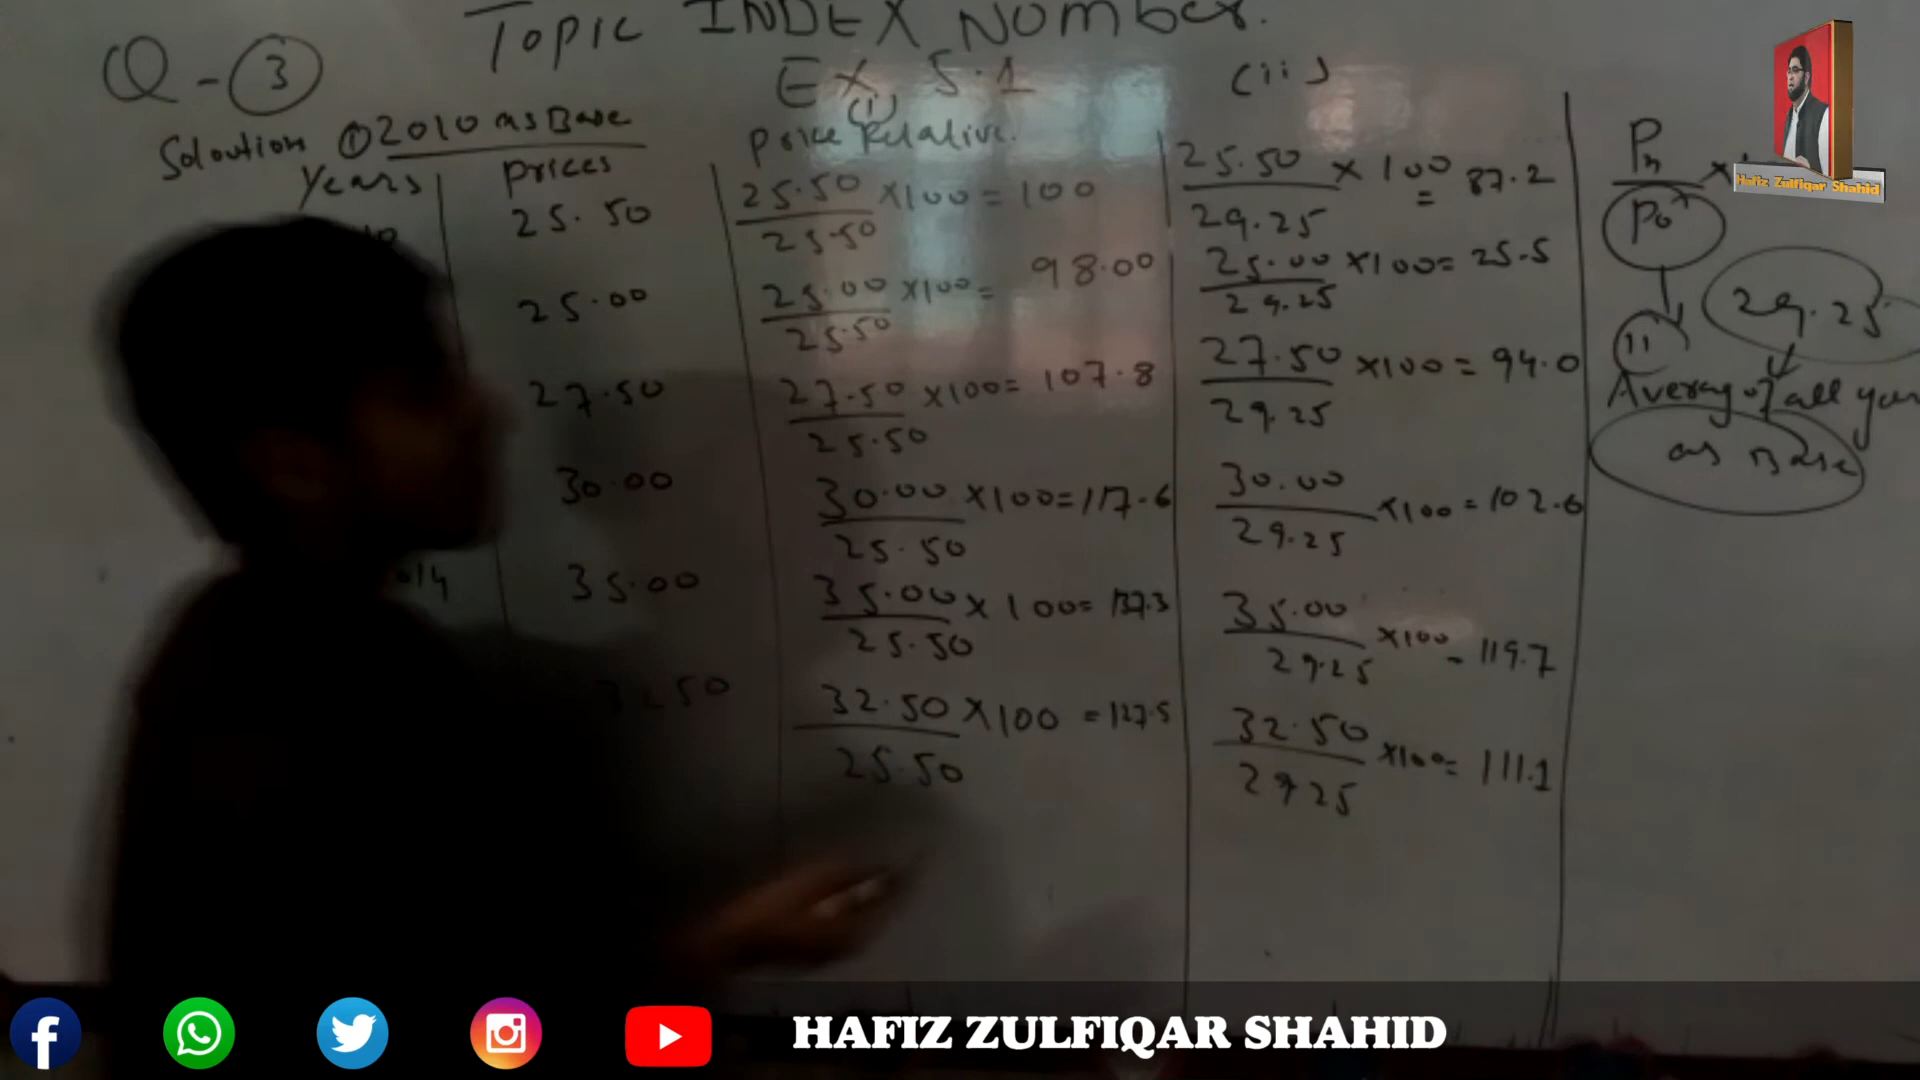 Topic INDEX Number.
Q-3 Ex 5.1 (ii)
Soloution ① 2010 as Base
(i)
Price Relative.
Years prices
25.50 25.50/25.50 ×100 = 100 25.50/29.25 × 100 = 87.2
25.00 25.00/25.50 ×100= 98.00 25.00/29.25 ×100= 25.5
27.50 27.50/25.50 ×100= 107.8 27.50/29.25 ×100 = 94.0
30.00 30.00/25.50 ×100=117.6 30.00/29.25 ×100 = 102.6
35.00 35.00/25.50 × 100= 137.3 35.00/29.25 ×100 = 119.7
32.50 32.50/25.50 ×100 = 127.5 32.50/29.25 ×100= 111.1
Pn
Po
29.25
11
Average of all year
as Base
Hafiz Zulfiqar Shahid
HAFIZ ZULFIQAR SHAHID